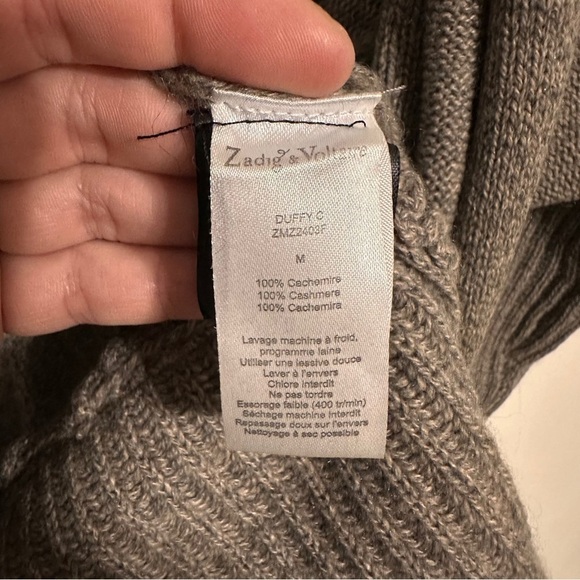 Zadig & Voltaire
DUFFY C
ZMZ2403F
M
100% Cachemire
100% Cashmere
100% Cachemira
Lavage machine à froid,
programme laine
Utiliser une lessive douce
Laver à l'envers
Chlore interdit
Ne pas tordre
Essorage faible (400 tr/min)
Séchage machine interdit
Repassage doux sur l'envers
Nettoyage à sec possible